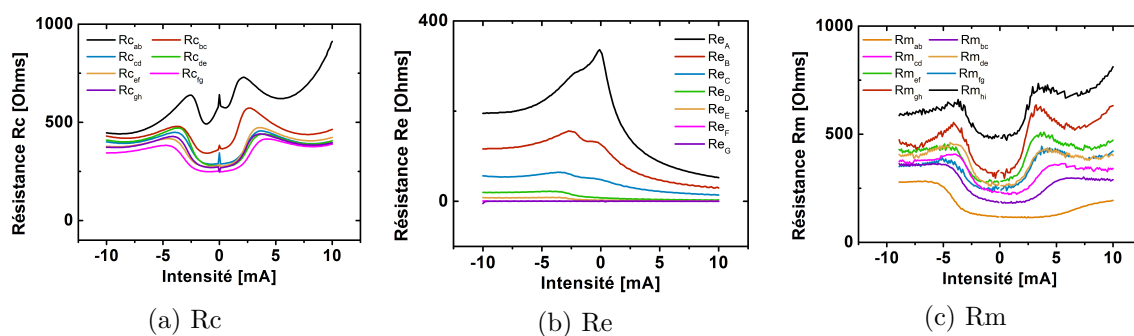 1000
500
0
Résistance Rc [Ohms]
Rc_ab Rc_bc
Rc_cd Rc_de
Rc_ef Rc_fg
Rc_gh
-10 -5 0 5 10
Intensité [mA]
(a) Rc
400
200
0
Résistance Re [Ohms]
Re_A
Re_B
Re_C
Re_D
Re_E
Re_F
Re_G
-10 -5 0 5 10
Intensité [mA]
(b) Re
1000
500
0
Résistance Rm [Ohms]
Rm_ab Rm_bc
Rm_cd Rm_de
Rm_ef Rm_fg
Rm_gh Rm_hi
-10 -5 0 5 10
Intensité [mA]
(c) Rm